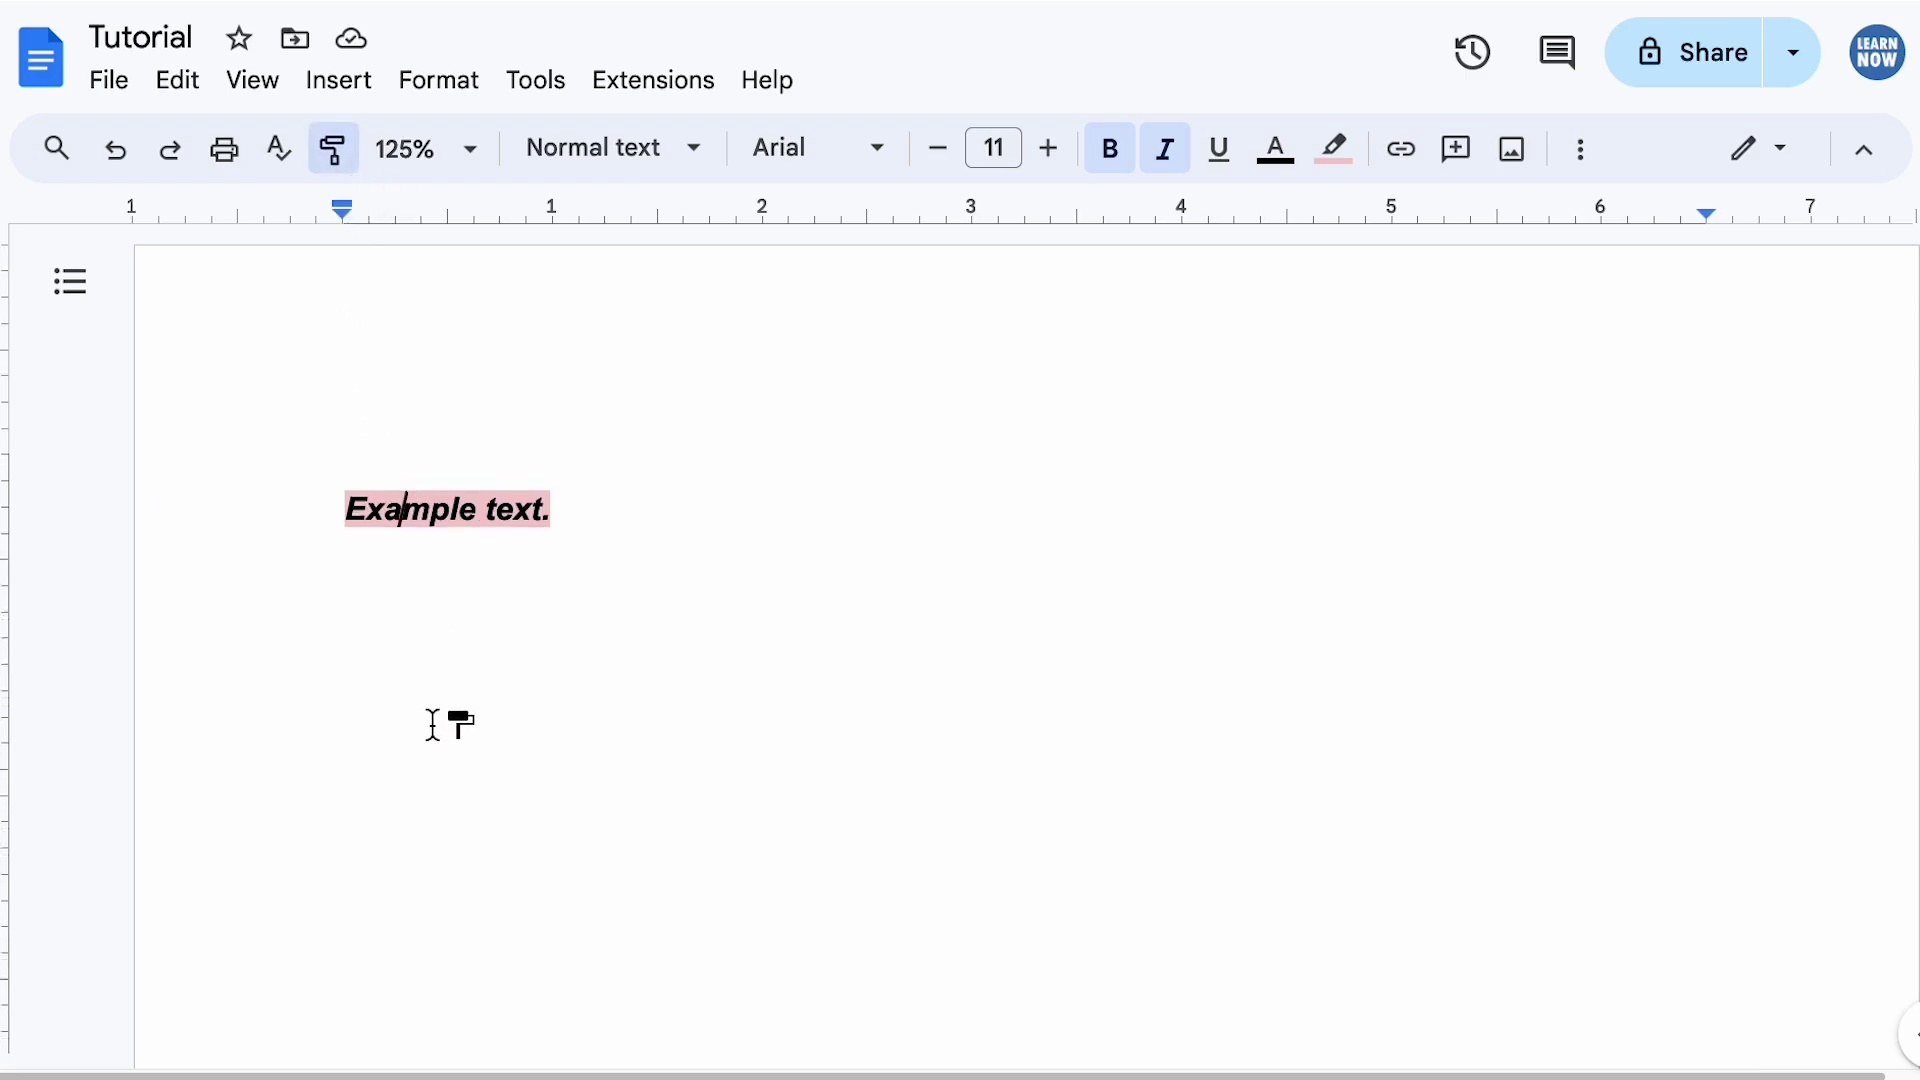 Tutorial
File Edit View Insert Format Tools Extensions Help
Share
LEARN
NOW
125% Normal text Arial 11 B I U A
1 1 2 3 4 5 6 7
Example text.